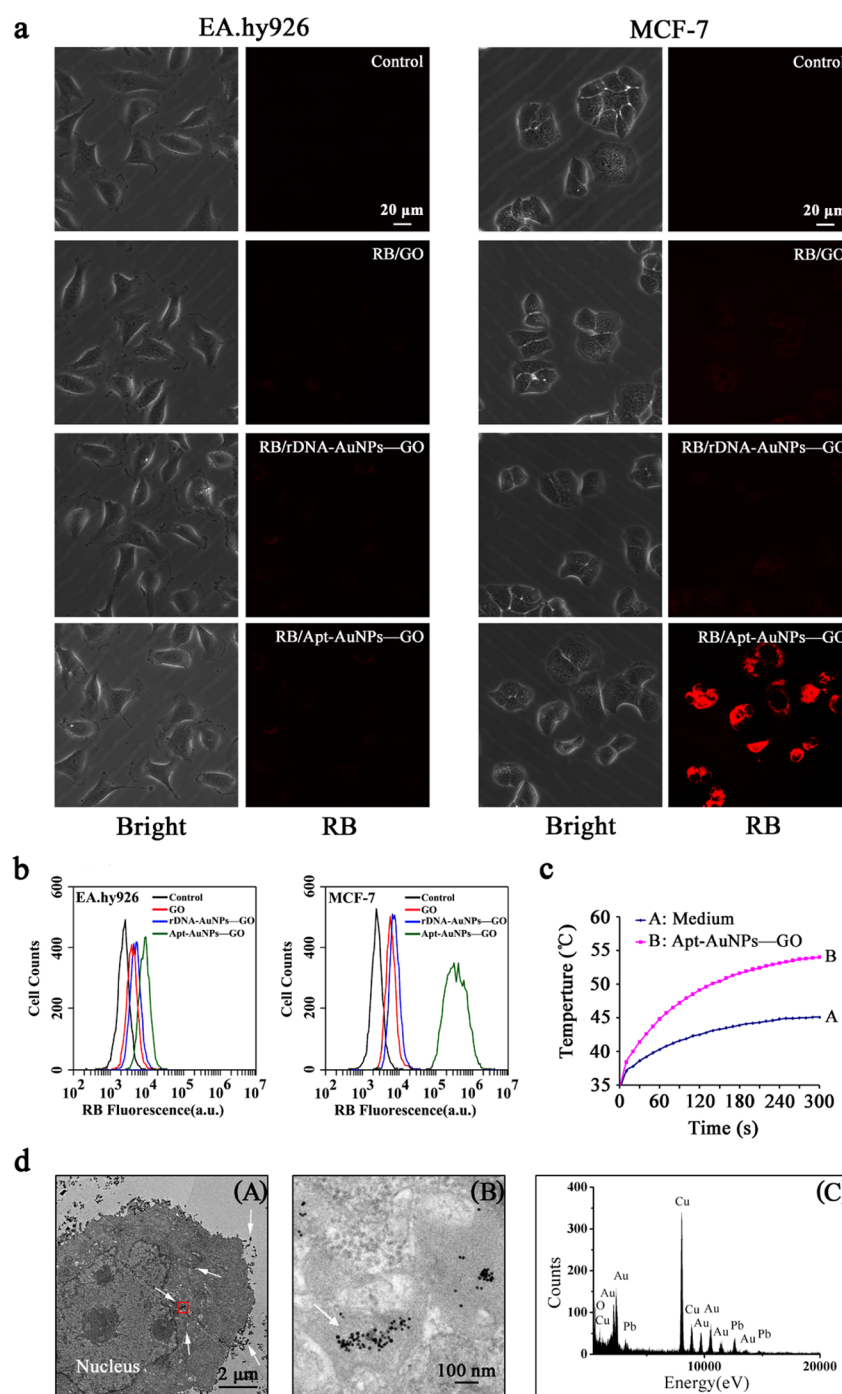 a
EA.hy926
MCF-7
Control
20 μm
Control
20 μm
RB/GO
RB/GO
RB/rDNA-AuNPs—GO
RB/rDNA-AuNPs—GO
RB/Apt-AuNPs—GO
RB/Apt-AuNPs—GO
Bright
RB
Bright
RB
b
EA.hy926
Control
GO
rDNA-AuNPs—GO
Apt-AuNPs—GO
Cell Counts
600
400
200
0
10² 10³ 10⁴ 10⁵ 10⁶ 10⁷
RB Fluorescence(a.u.)
MCF-7
Control
GO
rDNA-AuNPs—GO
Apt-AuNPs—GO
Cell Counts
600
400
200
0
10² 10³ 10⁴ 10⁵ 10⁶ 10⁷
RB Fluorescence(a.u.)
c
A: Medium
B: Apt-AuNPs—GO
Temperture (℃)
60
55
50
45
40
35
B
A
0 60 120 180 240 300
Time (s)
d
(A)
Nucleus
2 μm
(B)
100 nm
(C)
Counts
400
300
200
100
0
Cu
Au
Au
O
Cu
Pb
Cu
Au
Au
Au
Pb
Au
Pb
10000 20000
Energy(eV)